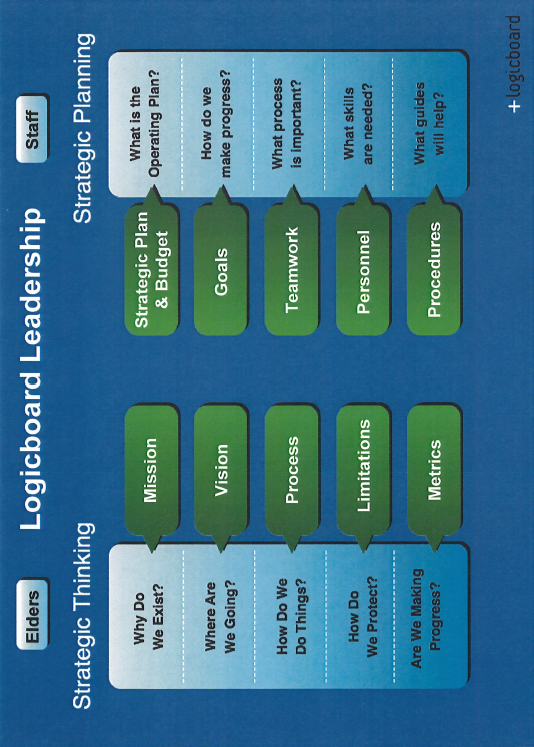 Logicboard Leadership
Elders
Staff
Strategic Thinking
Strategic Planning
Why Do
We Exist?
Mission
Strategic Plan
& Budget
What is the
Operating Plan?
Where Are
We Going?
Vision
Goals
How do we
make progress?
How Do We
Do Things?
Process
Teamwork
What process
is important?
How Do
We Protect?
Limitations
Personnel
What skills
are needed?
Are We Making
Progress?
Metrics
Procedures
What guides
will help?
+logicboard